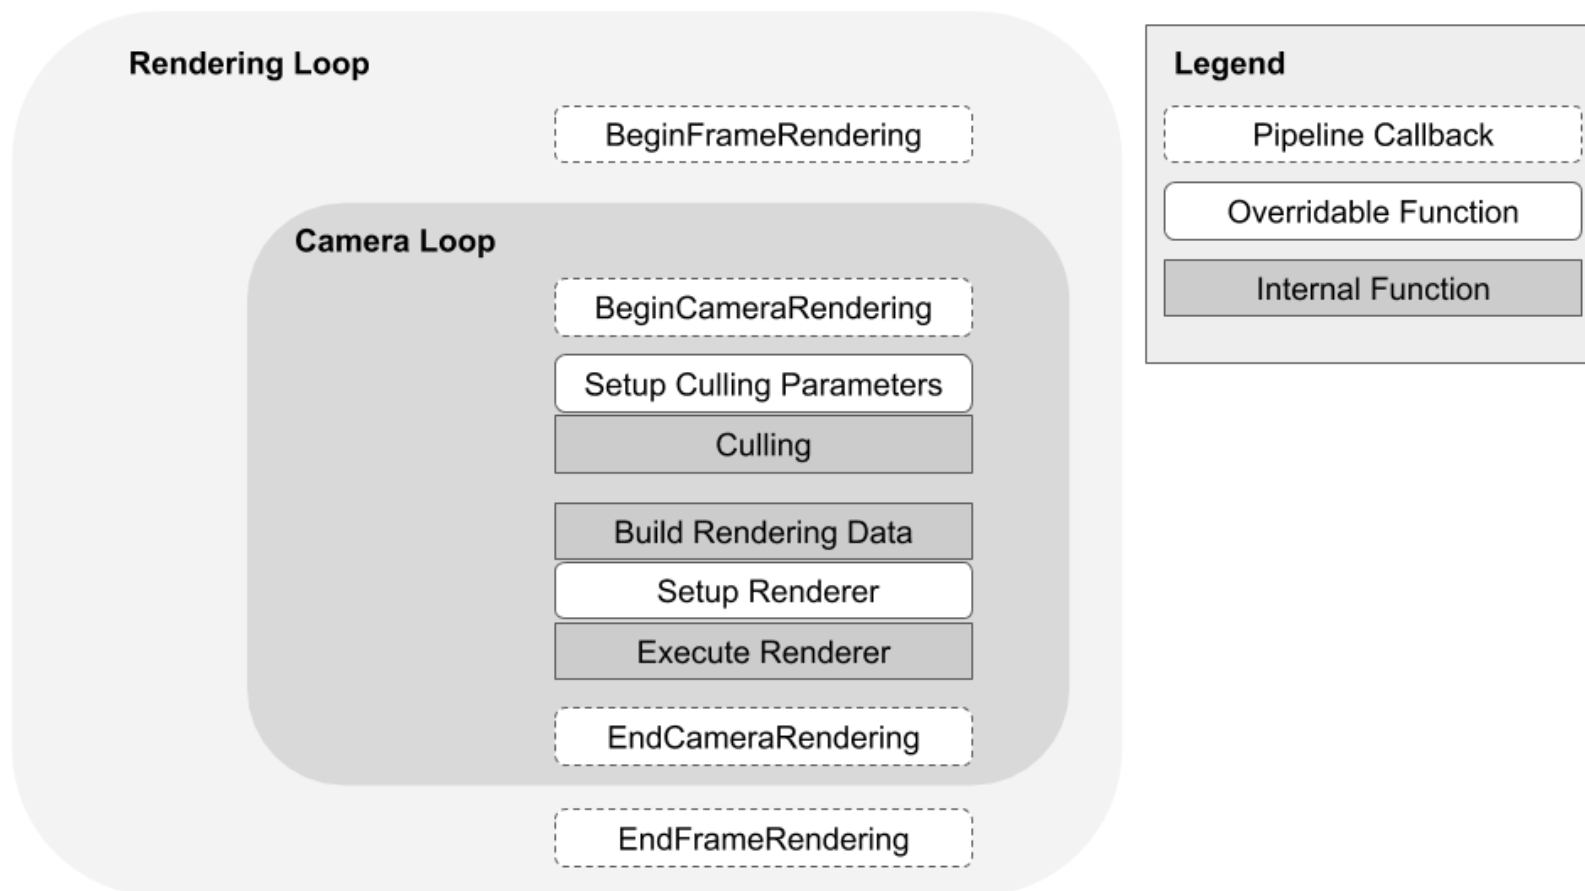 Rendering Loop
BeginFrameRendering
Camera Loop
BeginCameraRendering
Setup Culling Parameters
Culling
Build Rendering Data
Setup Renderer
Execute Renderer
EndCameraRendering
EndFrameRendering
Legend
Pipeline Callback
Overridable Function
Internal Function